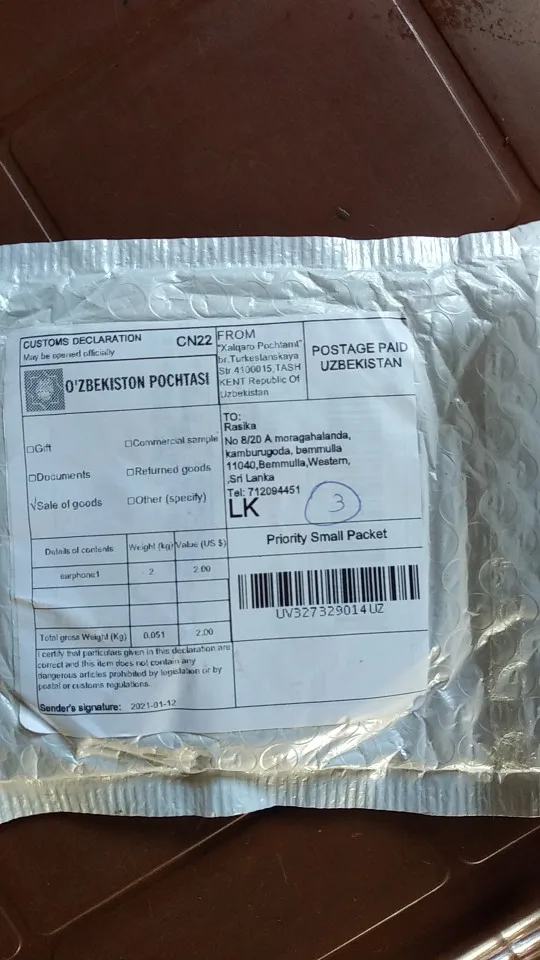 CUSTOMS DECLARATION CN22
May be opened officially
O'ZBEKISTON POCHTASI
FROM
"Xalqaro Pochtamt"
br.Turkestanskaya
Str.4100015,TASH
KENT Republic Of
Uzbekistan
POSTAGE PAID
UZBEKISTAN
□Gift □Commercial sample
□Documents □Returned goods
√Sale of goods □Other (specify)
TO:
Rasika
No 8/20 A moragahalanda,
kamburugoda, bemmulla
11040,Bemmulla,Western,
,Sri Lanka
Tel: 712094451
LK
3
Details of contents Weight (kg) Value (US $)
earphone1 2 2.00
Total gross Weight (Kg) 0.051 2.00
Priority Small Packet
UV327329014UZ
I certify that particulars given in this declaration are
correct and this item does not contain any
dangerous articles prohibited by legislation or by
postal or customs regulations.
Sender's signature: 2021-01-12